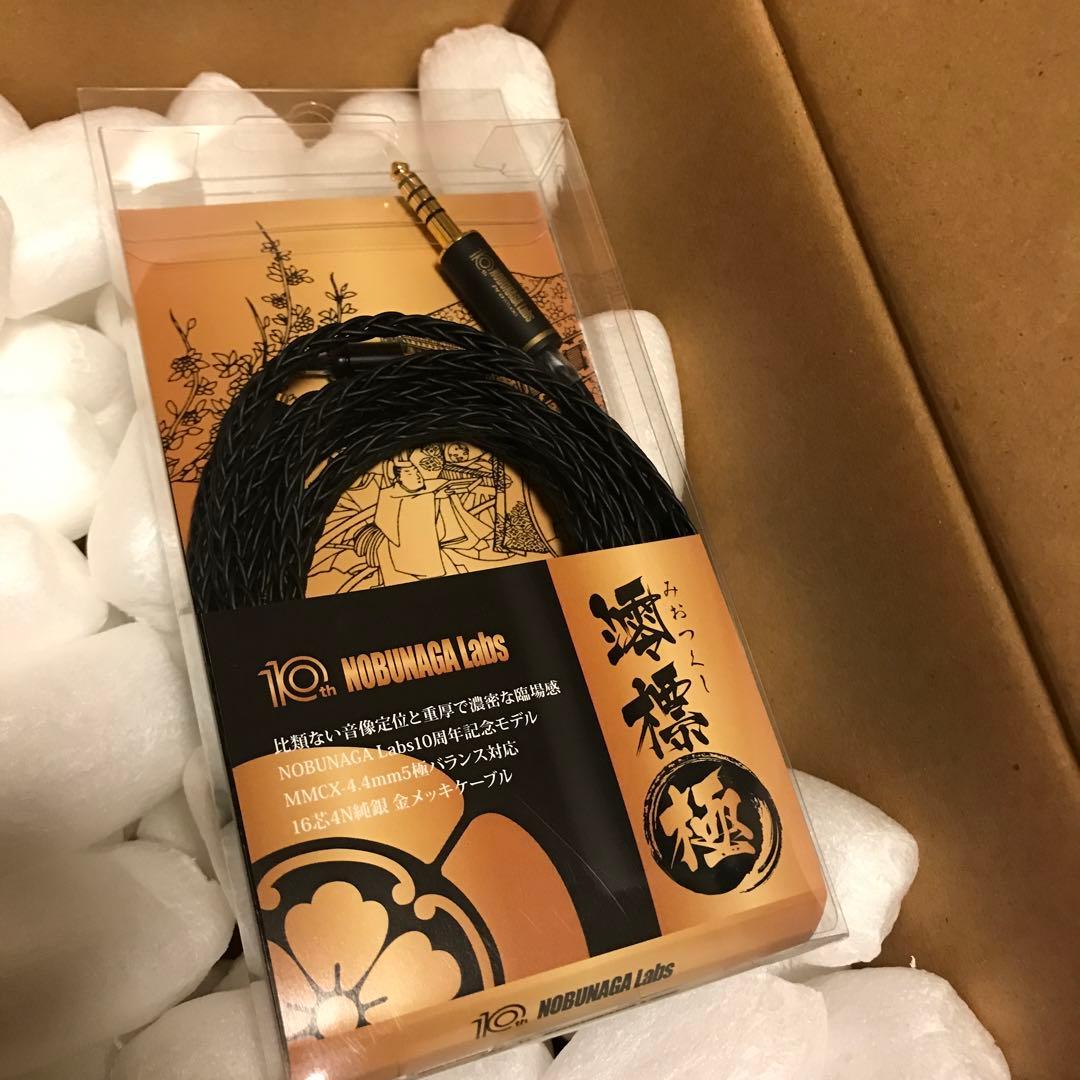 10th NOBUNAGA Labs
10th NOBUNAGA Labs
比類ない音像定位と重厚で濃密な臨場感
NOBUNAGA Labs10周年記念モデル
MMCX-4.4mm5極バランス対応
16芯4N純銀 金メッキケーブル
みおつくし
澪標
極
10th NOBUNAGA Labs